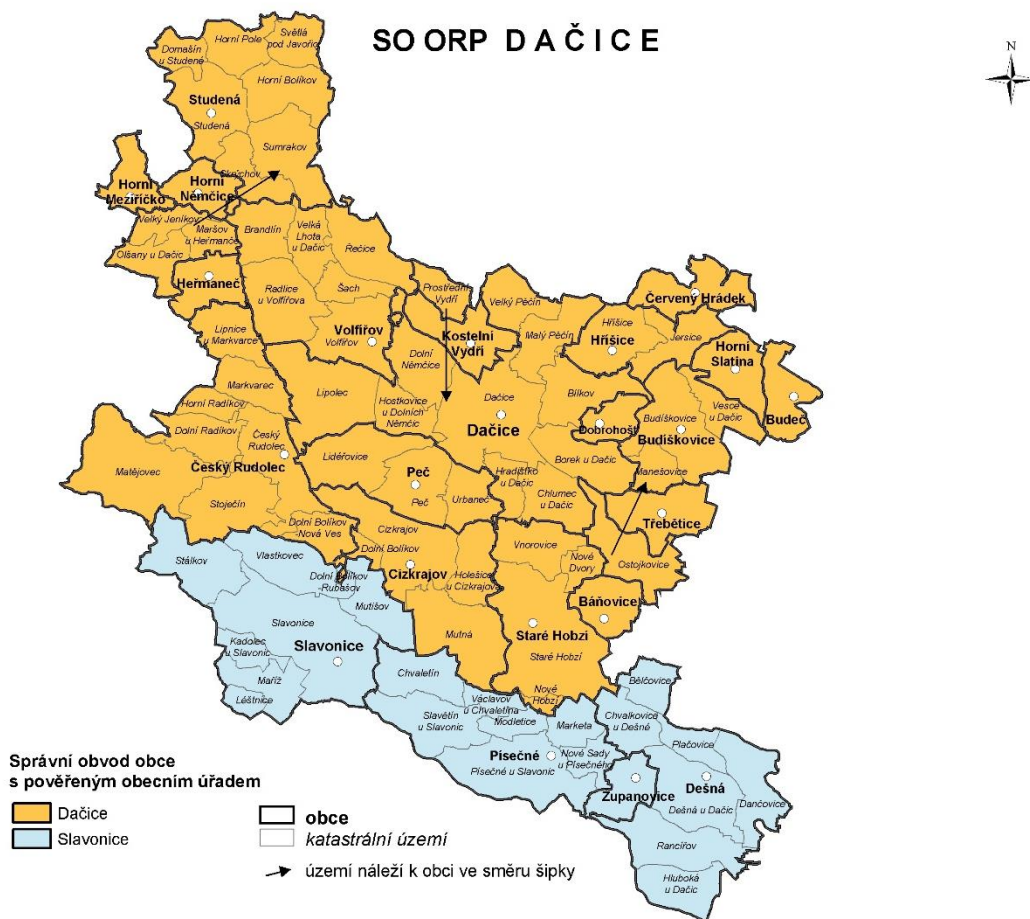 SO ORP DAČICE
N
Světlá
pod Javořic
Horní Pole
Domašín
u Studené
Horní Bolíkov
Studená
Studená
Sumrakov
Skrýchov
Horní
Meziříčko
Horní
Němčice
Velký Jeníkov
Maršov
u Heřmanče
Olšany u Dačic
Heřmaneč
Brandlín
Velká
Lhota
u Dačic
Řečice
Radlice
u Volfířova
Šach
Volfířov
Volfířov
Prostřední
Vydří
Kostelní
Vydří
Velký Pěčín
Malý Pěčín
Červený Hrádek
Hříšice
Hříšice
Jersice
Horní
Slatina
Lipnice
u Markvarce
Markvarec
Lipolec
Dolní
Němčice
Hostkovice
u Dolních
Němčic
Dačice
Dačice
Bílkov
Dobrohošť
Budíškovice
Budíškovice
Vesce
u Dačic
Budeč
Horní Radíkov
Dolní Radíkov
Český
Rudolec
Český Rudolec
Matějovec
Stoječín
Lidéřovice
Peč
Peč
Urbaneč
Hradišťko
u Dačic
Borek u Dačic
Chlumec
u Dačic
Manešovice
Třebětice
Ostojkovice
Dolní Bolíkov
Nová Ves
Cizkrajov
Dolní Bolíkov
Cizkrajov
Holešice
u Cizkrajova
Mutná
Vnorovice
Nové
Dvory
Báňovice
Staré Hobzí
Staré Hobzí
Nové
Hobzí
Stálkov
Vlastkovec
Dolní Bolíkov
Rubašov
Mutišov
Slavonice
Slavonice
Kadolec
u Slavonic
Maříž
Léštnice
Chvaletín
Václavov
u Chvaletína
Slavětín
u Slavonic
Modletice
Marketa
Písečné
Písečné u Slavonic
Nové Sady
u Písečného
Bělčovice
Chvalkovice
u Dešné
Plačovice
Županovice
Dešná
Dešná u Dačic
Dančovice
Rancířov
Hluboká
u Dačic
Správní obvod obce
s pověřeným obecním úřadem
Dačice
Slavonice
obce
katastrální území
území náleží k obci ve směru šipky